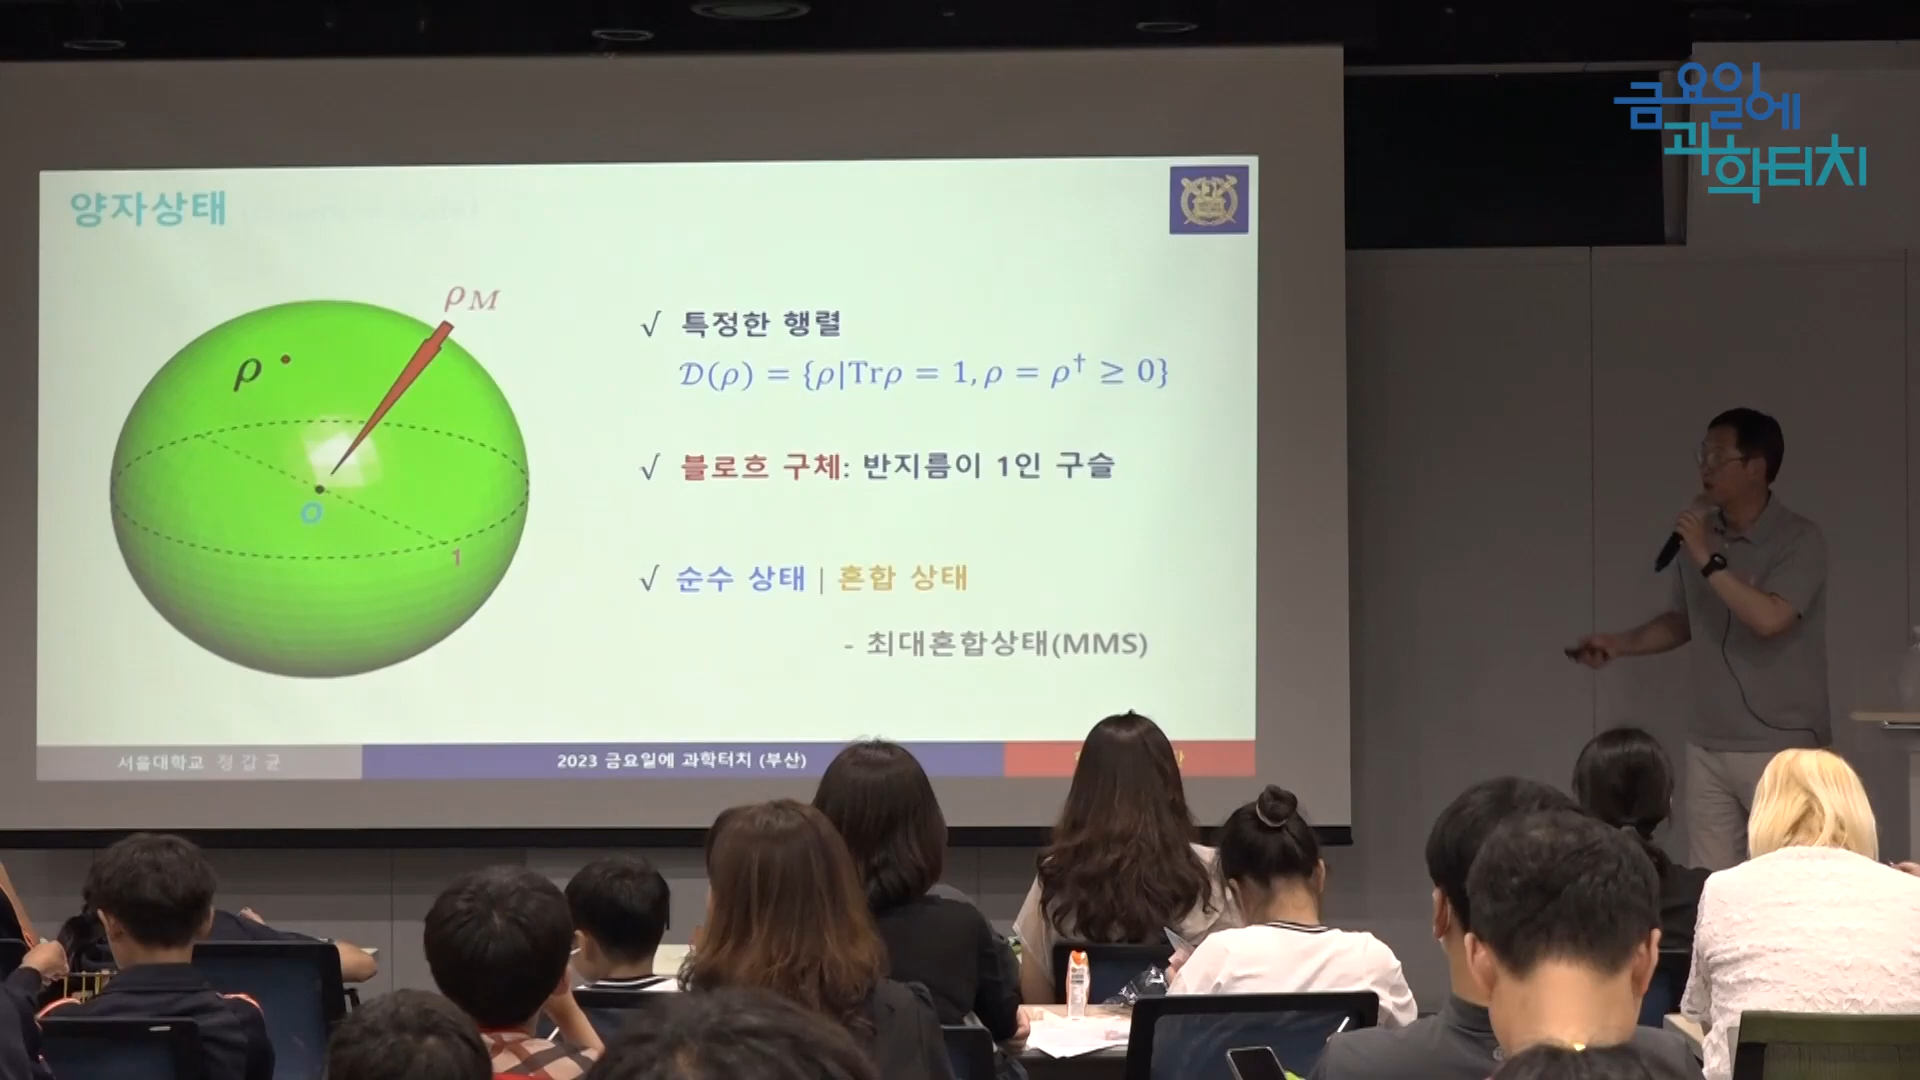 금요일에
과학터치
양자상태
ρM
ρ
O
1
√ 특정한 행렬
𝒟(ρ) = {ρ|Trρ = 1, ρ = ρ† ≥ 0}
√ 블로흐 구체: 반지름이 1인 구슬
√ 순수 상태 | 혼합 상태
- 최대혼합상태(MMS)
서울대학교 정갑균
2023 금요일에 과학터치 (부산)